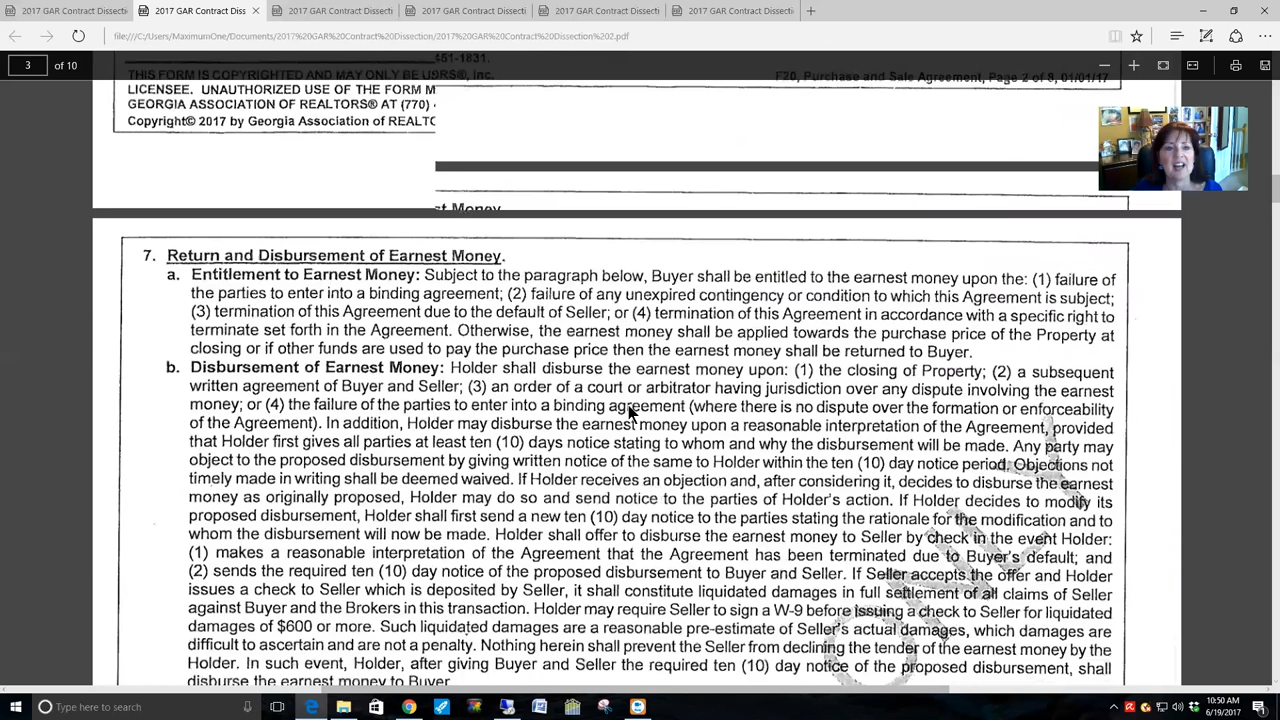 2017 GAR Contract Dissecti
2017 GAR Contract Diss
2017 GAR Contract Dissecti
2017 GAR Contract Dissecti
2017 GAR Contract Dissecti
2017 GAR Contract Dissecti
file:///C:/Users/MaximumOne/Documents/2017%20GAR%20Contract%20Dissection/2017%20GAR%20Contract%20Dissection%202.pdf
3 of 10
451-1831.
THIS FORM IS COPYRIGHTED AND MAY ONLY BE USRS®, Inc.
F20, Purchase and Sale Agreement, Page 2 of 8, 01/01/17
LICENSEE. UNAUTHORIZED USE OF THE FORM M
GEORGIA ASSOCIATION OF REALTORS® AT (770)
Copyright© 2017 by Georgia Association of REALTO
st Money
7. Return and Disbursement of Earnest Money.
a. Entitlement to Earnest Money: Subject to the paragraph below, Buyer shall be entitled to the earnest money upon the: (1) failure of
the parties to enter into a binding agreement; (2) failure of any unexpired contingency or condition to which this Agreement is subject;
(3) termination of this Agreement due to the default of Seller; or (4) termination of this Agreement in accordance with a specific right to
terminate set forth in the Agreement. Otherwise, the earnest money shall be applied towards the purchase price of the Property at
closing or if other funds are used to pay the purchase price then the earnest money shall be returned to Buyer.
b. Disbursement of Earnest Money: Holder shall disburse the earnest money upon: (1) the closing of Property; (2) a subsequent
written agreement of Buyer and Seller; (3) an order of a court or arbitrator having jurisdiction over any dispute involving the earnest
money; or (4) the failure of the parties to enter into a binding agreement (where there is no dispute over the formation or enforceability
of the Agreement). In addition, Holder may disburse the earnest money upon a reasonable interpretation of the Agreement, provided
that Holder first gives all parties at least ten (10) days notice stating to whom and why the disbursement will be made. Any party may
object to the proposed disbursement by giving written notice of the same to Holder within the ten (10) day notice period. Objections not
timely made in writing shall be deemed waived. If Holder receives an objection and, after considering it, decides to disburse the earnest
money as originally proposed, Holder may do so and send notice to the parties of Holder's action. If Holder decides to modify its
proposed disbursement, Holder shall first send a new ten (10) day notice to the parties stating the rationale for the modification and to
whom the disbursement will now be made. Holder shall offer to disburse the earnest money to Seller by check in the event Holder:
(1) makes a reasonable interpretation of the Agreement that the Agreement has been terminated due to Buyer's default; and
(2) sends the required ten (10) day notice of the proposed disbursement to Buyer and Seller. If Seller accepts the offer and Holder
issues a check to Seller which is deposited by Seller, it shall constitute liquidated damages in full settlement of all claims of Seller
against Buyer and the Brokers in this transaction. Holder may require Seller to sign a W-9 before issuing a check to Seller for liquidated
damages of $600 or more. Such liquidated damages are a reasonable pre-estimate of Seller's actual damages, which damages are
difficult to ascertain and are not a penalty. Nothing herein shall prevent the Seller from declining the tender of the earnest money by the
Holder. In such event, Holder, after giving Buyer and Seller the required ten (10) day notice of the proposed disbursement, shall
disburse the earnest money to Buyer.
Type here to search
10:50 AM
6/19/2017